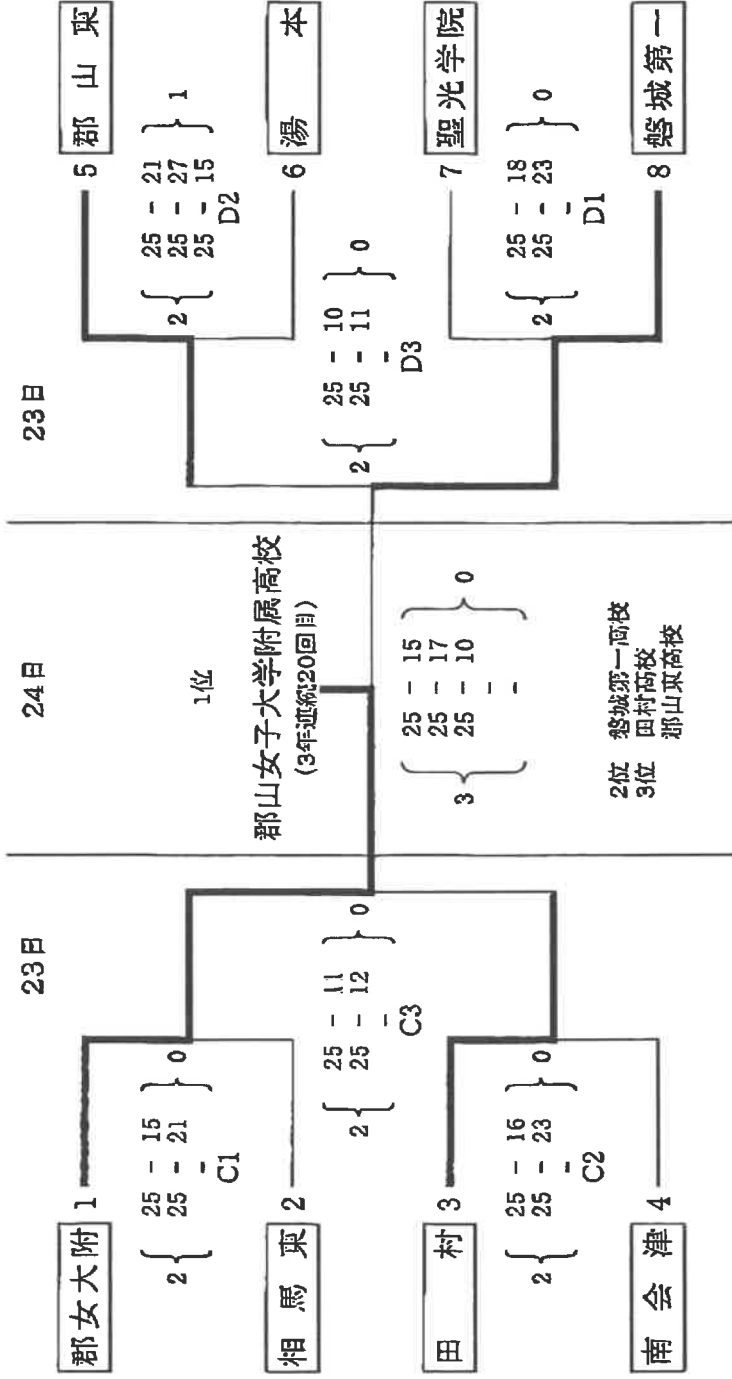 23日
24日
23日
郡女大附 1
2 { 25 - 15 } 0
25 - 21
-
C1
相馬東 2
2 { 25 - 11 } 0
25 - 12
-
C3
田村 3
2 { 25 - 16 } 0
25 - 23
-
C2
南会津 4
1位
郡山女子大学附属高校
(3年連続20回目)
3 { 25 - 15 } 0
25 - 17
25 - 10
-
-
2位 磐城第一高校
3位 田村高校
郡山東高校
5 郡山東
2 { 25 - 21 } 1
25 - 27
25 - 15
D2
6 湯本
2 { 25 - 10 } 0
25 - 11
-
D3
7 聖光学院
2 { 25 - 18 } 0
25 - 23
-
D1
8 磐城第一